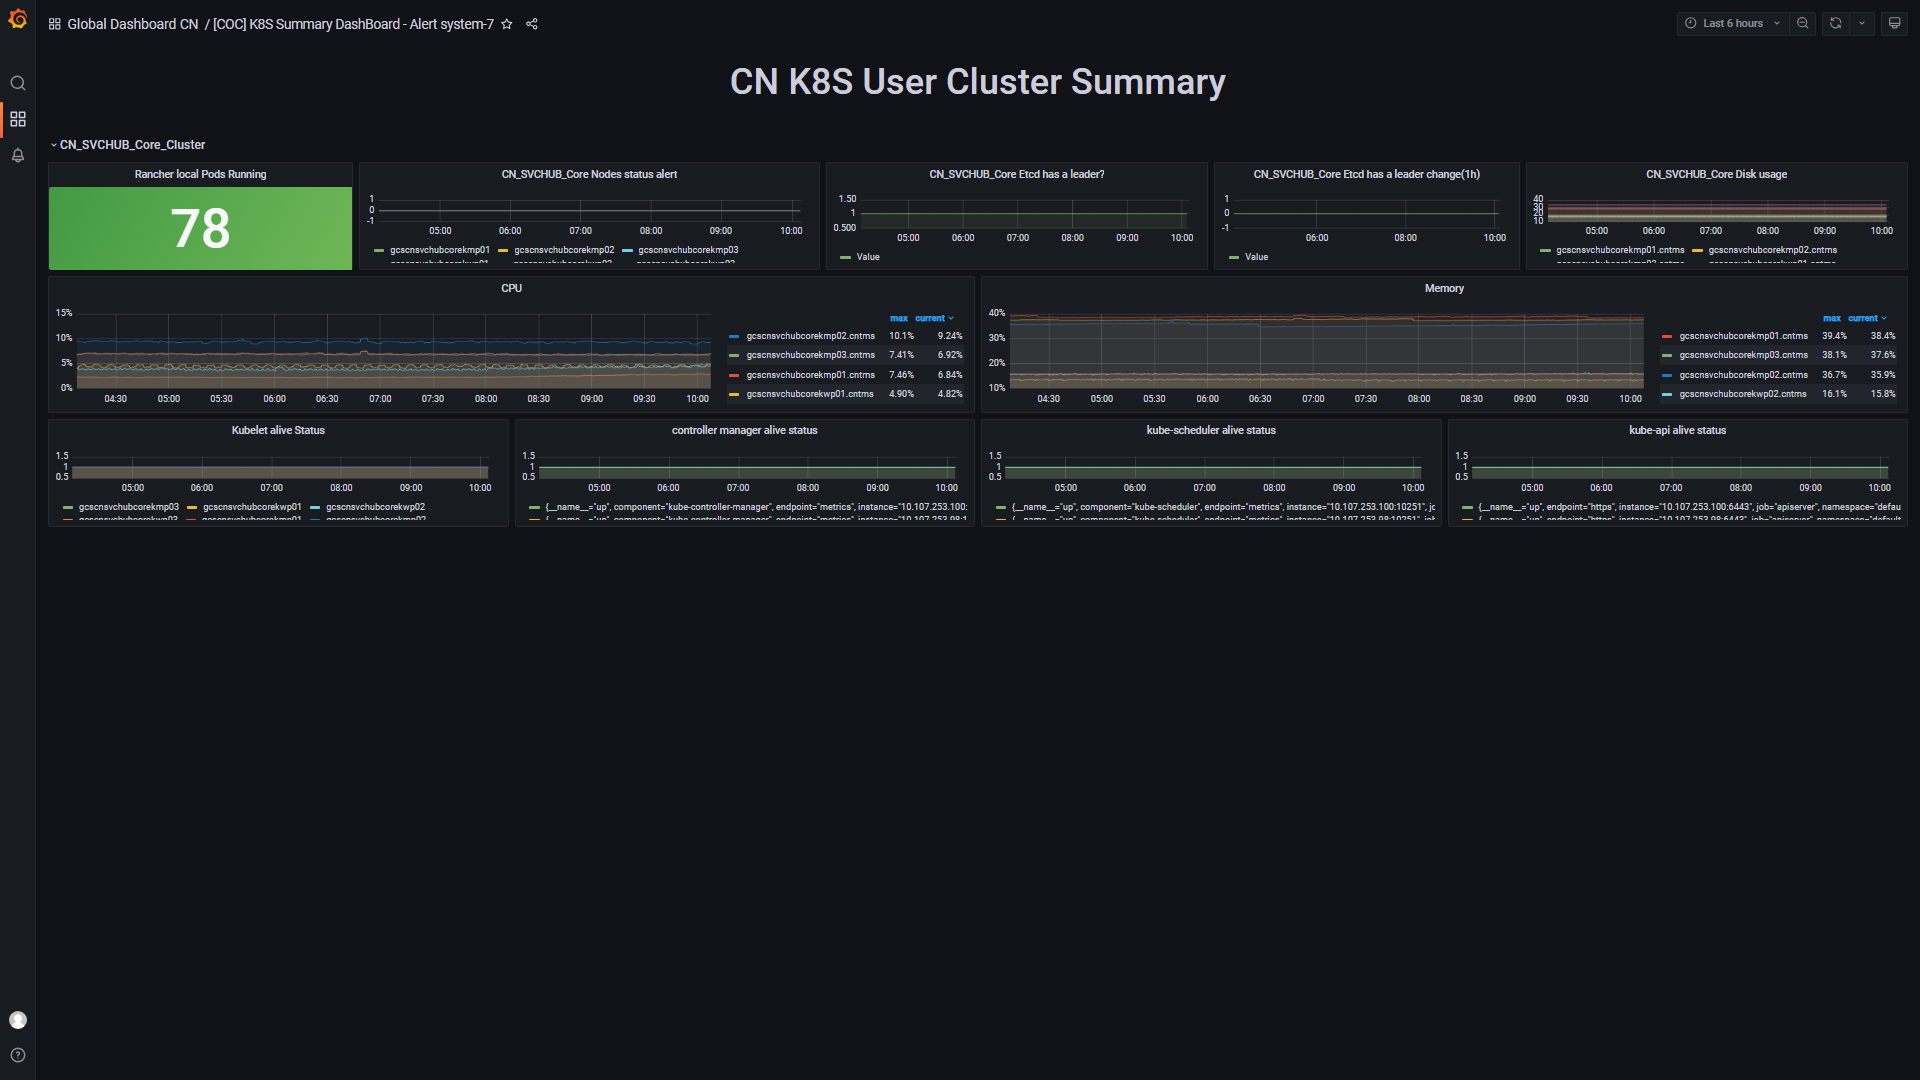 Global Dashboard CN / [COC] K8S Summary DashBoard - Alert system-7
Last 6 hours
CN K8S User Cluster Summary
CN_SVCHUB_Core_Cluster
Rancher local Pods Running
78
CN_SVCHUB_Core Nodes status alert
1
0
-1
05:00 06:00 07:00 08:00 09:00 10:00
gcscnsvchubcorekmp01 gcscnsvchubcorekmp02 gcscnsvchubcorekmp03
CN_SVCHUB_Core Etcd has a leader?
1.50
1
0.500
05:00 06:00 07:00 08:00 09:00 10:00
Value
CN_SVCHUB_Core Etcd has a leader change(1h)
1
0
-1
06:00 08:00 10:00
Value
CN_SVCHUB_Core Disk usage
40
30
20
10
05:00 06:00 07:00 08:00 09:00 10:00
gcscnsvchubcorekmp01.cntms gcscnsvchubcorekmp02.cntms
CPU
15%
10%
5%
0%
04:30 05:00 05:30 06:00 06:30 07:00 07:30 08:00 08:30 09:00 09:30 10:00
max current
gcscnsvchubcorekmp02.cntms 10.1% 9.24%
gcscnsvchubcorekmp03.cntms 7.41% 6.92%
gcscnsvchubcorekmp01.cntms 7.46% 6.84%
gcscnsvchubcorekwp01.cntms 4.90% 4.82%
Memory
40%
30%
20%
10%
04:30 05:00 05:30 06:00 06:30 07:00 07:30 08:00 08:30 09:00 09:30 10:00
max current
gcscnsvchubcorekmp01.cntms 39.4% 38.4%
gcscnsvchubcorekmp03.cntms 38.1% 37.6%
gcscnsvchubcorekmp02.cntms 36.7% 35.9%
gcscnsvchubcorekwp02.cntms 16.1% 15.8%
Kubelet alive Status
1.5
1
0.5
05:00 06:00 07:00 08:00 09:00 10:00
gcscnsvchubcorekmp03 gcscnsvchubcorekwp01 gcscnsvchubcorekwp02
controller manager alive status
1.5
1
0.5
05:00 06:00 07:00 08:00 09:00 10:00
{__name__="up", component="kube-controller-manager", endpoint="metrics", instance="10.107.253.100:
kube-scheduler alive status
1.5
1
0.5
05:00 06:00 07:00 08:00 09:00 10:00
{__name__="up", component="kube-scheduler", endpoint="metrics", instance="10.107.253.100:10251", jc
kube-api alive status
1.5
1
0.5
05:00 06:00 07:00 08:00 09:00 10:00
{__name__="up", endpoint="https", instance="10.107.253.100:6443", job="apiserver", namespace="defau